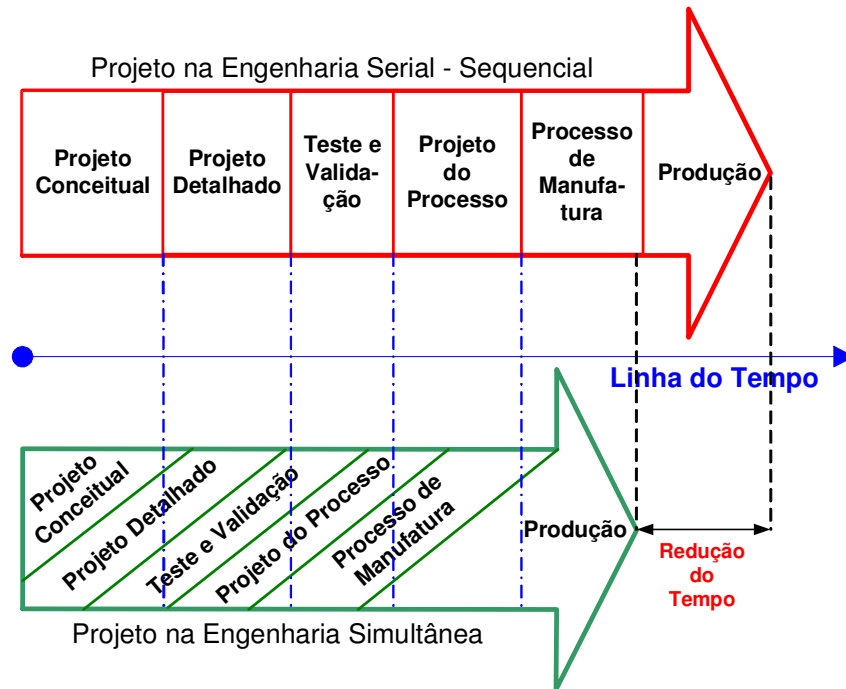 Projeto na Engenharia Serial - Sequencial
Projeto
Conceitual
Projeto
Detalhado
Teste e
Valida-
ção
Projeto
do
Processo
Processo
de
Manufa-
tura
Produção
Linha do Tempo
Projeto
Conceitual
Projeto Detalhado
Teste e Validação
Projeto do Processo
Processo de
Manufatura
Produção
Redução
do
Tempo
Projeto na Engenharia Simultânea